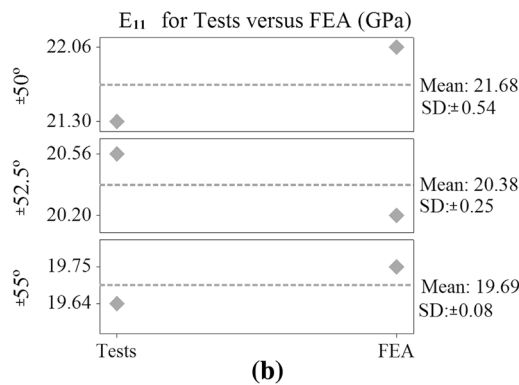 E₁₁ for Tests versus FEA (GPa)
±50º
22.06
21.30
Mean: 21.68
SD:±0.54
±52.5º
20.56
20.20
Mean: 20.38
SD:±0.25
±55º
19.75
19.64
Mean: 19.69
SD:±0.08
Tests FEA
(b)